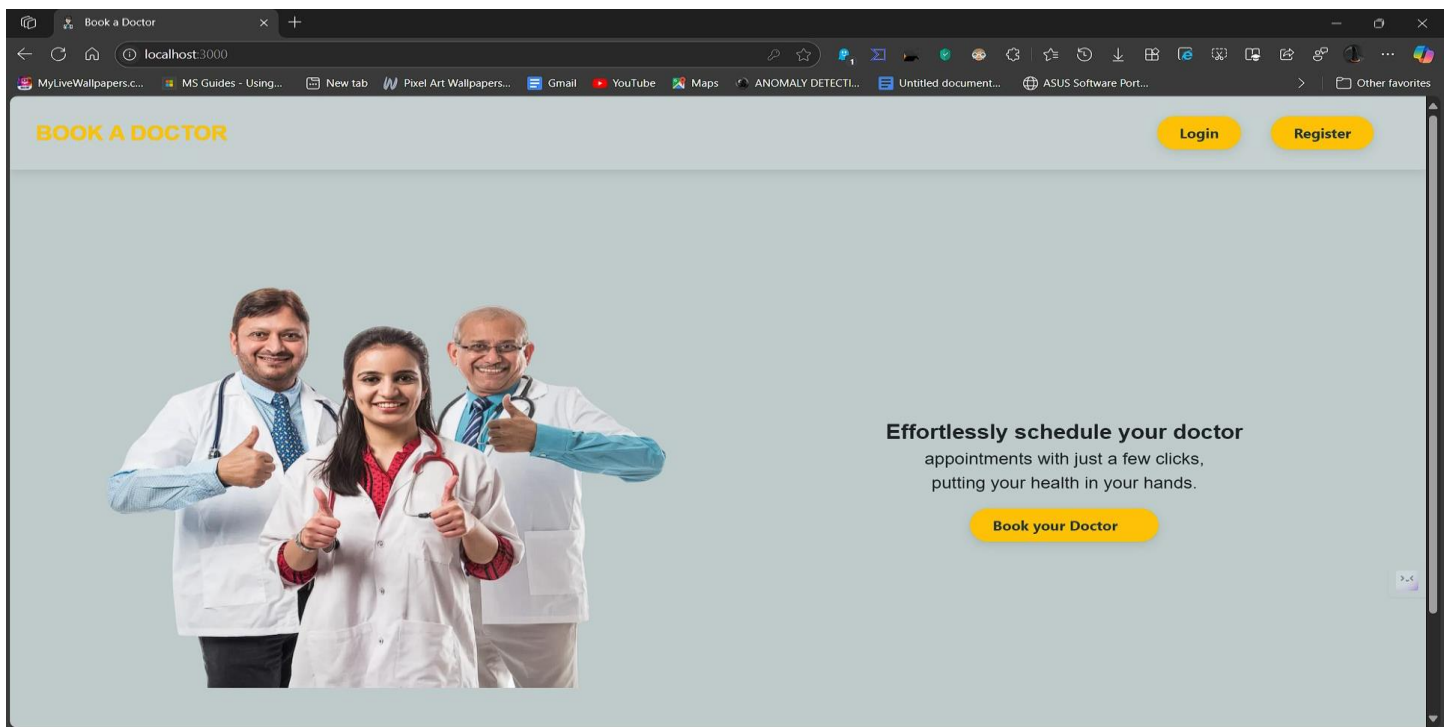 Book a Doctor
localhost:3000
1
MyLiveWallpapers.c... MS Guides - Using... New tab Pixel Art Wallpapers... Gmail YouTube Maps ANOMALY DETECTI... Untitled document... ASUS Software Port... Other favorites
BOOK A DOCTOR
Login Register
Effortlessly schedule your doctor
appointments with just a few clicks,
putting your health in your hands.
Book your Doctor